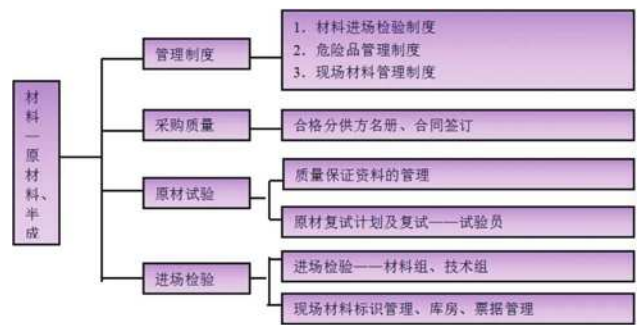 材
料
—
原
材
料、
半
成
管理制度
1. 材料进场检验制度
2. 危险品管理制度
3. 现场材料管理制度
采购质量
合格分供方名册、合同签订
原材试验
质量保证资料的管理
原材复试计划及复试——试验员
进场检验
进场检验——材料组、技术组
现场材料标识管理、库房、票据管理